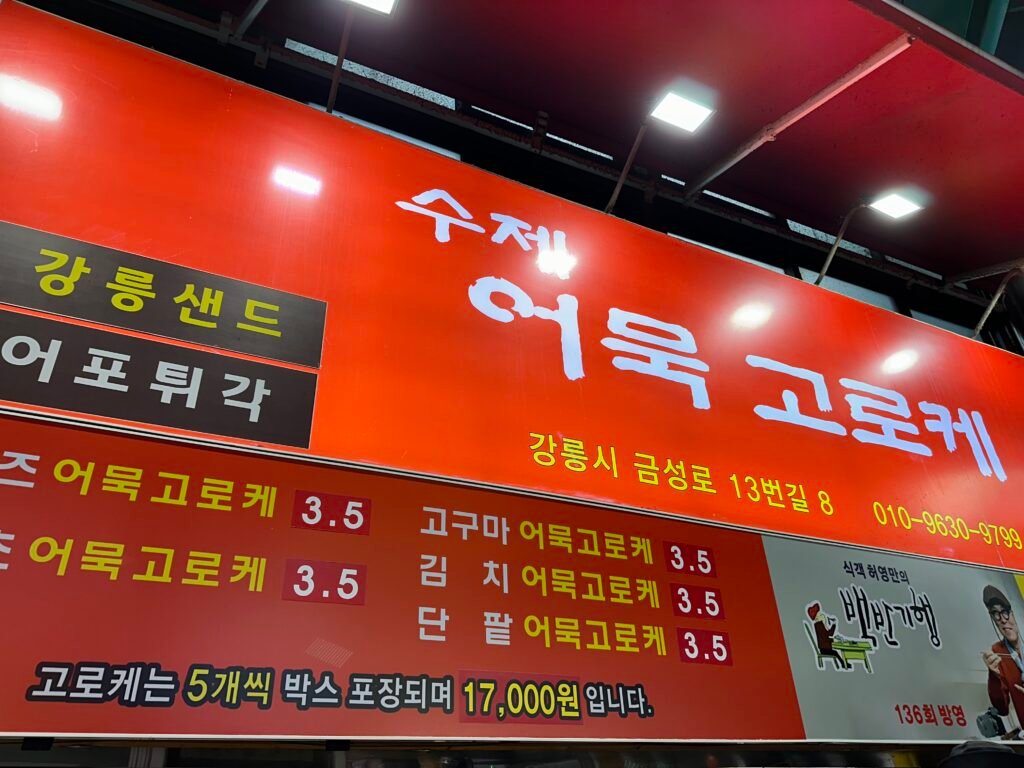 수제
어묵 고로케
강릉시 금성로 13번길 8 010-9630-9799
강릉샌드
어포튀각
즈 어묵고로케 3.5
어묵고로케 3.5
고구마 어묵고로케 3.5
김 치 어묵고로케 3.5
단 팥 어묵고로케 3.5
고로케는 5개씩 박스 포장되며 17,000원 입니다.
식객 허영만의
백반기행
136회 방영